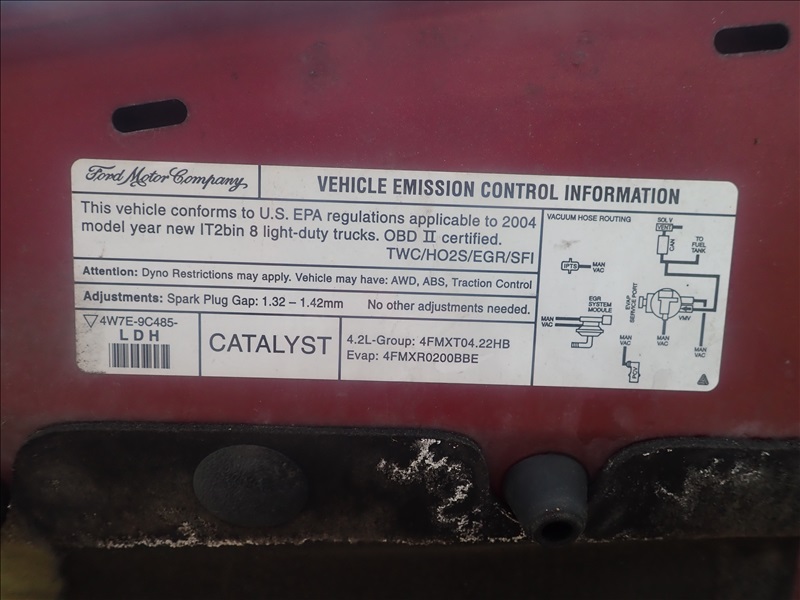 Ford Motor Company
VEHICLE EMISSION CONTROL INFORMATION
This vehicle conforms to U.S. EPA regulations applicable to 2004
model year new IT2bin 8 light-duty trucks. OBD II certified.
TWC/HO2S/EGR/SFI
Attention: Dyno Restrictions may apply. Vehicle may have: AWD, ABS, Traction Control
Adjustments: Spark Plug Gap: 1.32 – 1.42mm No other adjustments needed.
4W7E-9C485-
LDH
CATALYST
4.2L-Group: 4FMXT04.22HB
Evap: 4FMXR0200BBE
VACUUM HOSE ROUTING
SOL V
VENT
CAN
TO
FUEL
TANK
IPTS
MAN
VAC
EGR
SYSTEM
MODULE
MAN
VAC
EVAP
SERVICE PORT
VMV
MAN
VAC
MAN
VAC
MAN
VAC
PCV